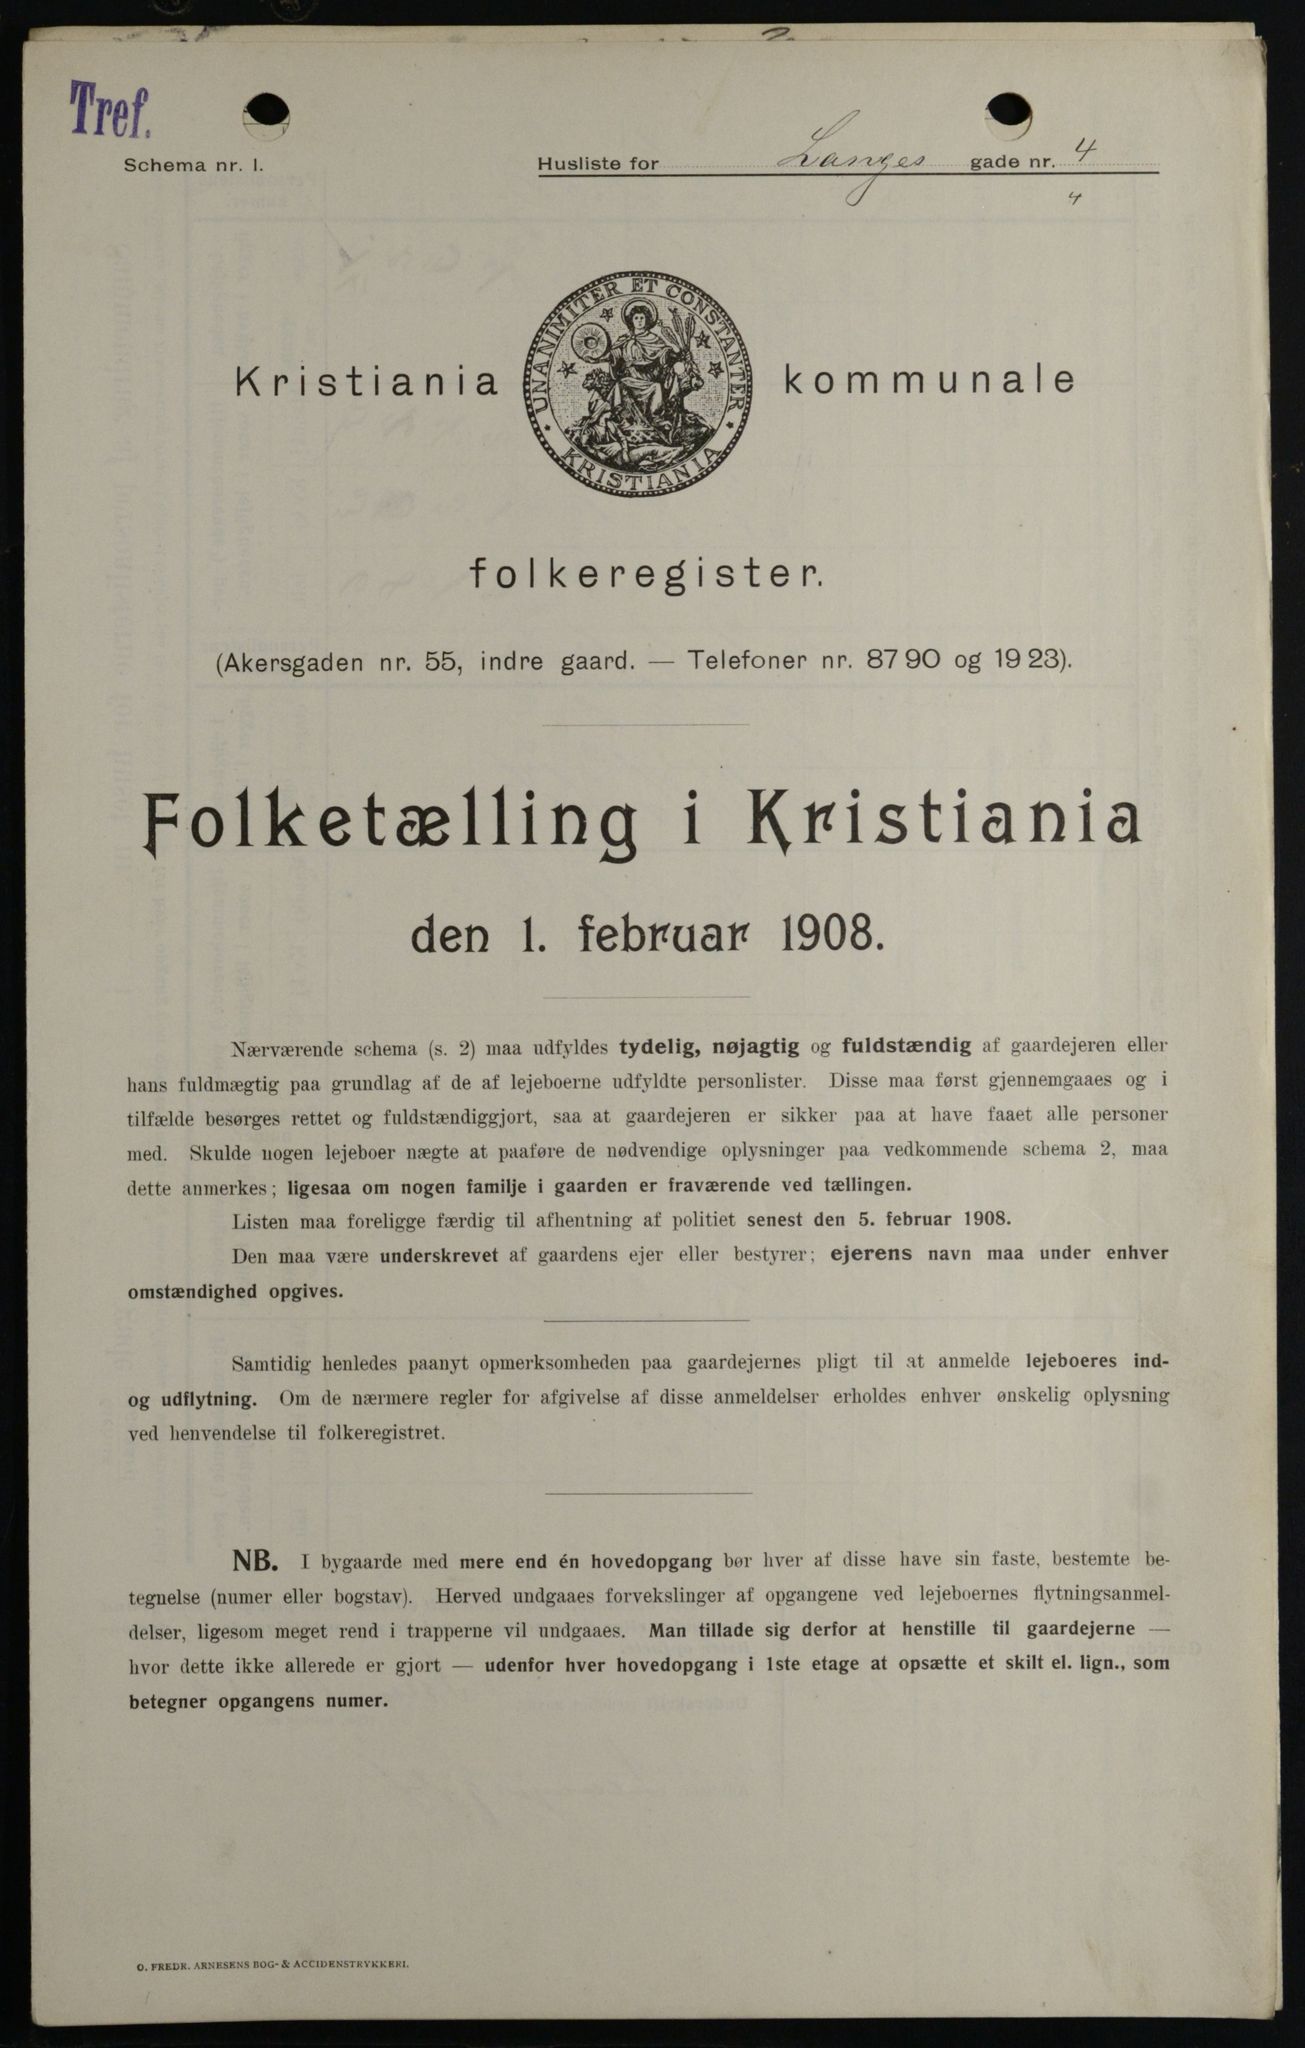 Tref.
Schema nr. 1.
Husliste for Langes gade nr. 4
4
UNANIMITER ET CONSTANTER
KRISTIANIA
Kristiania kommunale
folkeregister.
(Akersgaden nr. 55, indre gaard. — Telefoner nr. 8790 og 1923).
Folketælling i Kristiania
den 1. februar 1908.
Nærværende schema (s. 2) maa udfyldes tydelig, nøjagtig og fuldstændig af gaardejeren eller
hans fuldmægtig paa grundlag af de af lejeboerne udfyldte personlister. Disse maa først gjennemgaaes og i
tilfælde besørges rettet og fuldstændiggjort, saa at gaardejeren er sikker paa at have faaet alle personer
med. Skulde nogen lejeboer nægte at paaføre de nødvendige oplysninger paa vedkommende schema 2, maa
dette anmerkes; ligesaa om nogen familje i gaarden er fraværende ved tællingen.
Listen maa foreligge færdig til afhentning af politiet senest den 5. februar 1908.
Den maa være underskrevet af gaardens ejer eller bestyrer; ejerens navn maa under enhver
omstændighed opgives.
Samtidig henledes paanyt opmerksomheden paa gaardejernes pligt til at anmelde lejeboeres ind-
og udflytning. Om de nærmere regler for afgivelse af disse anmeldelser erholdes enhver ønskelig oplysning
ved henvendelse til folkeregistret.
NB. I bygaarde med mere end én hovedopgang bør hver af disse have sin faste, bestemte be-
tegnelse (numer eller bogstav). Herved undgaaes forvekslinger af opgangene ved lejeboernes flytningsanmel-
delser, ligesom meget rend i trapperne vil undgaaes. Man tillade sig derfor at henstille til gaardejerne —
hvor dette ikke allerede er gjort — udenfor hver hovedopgang i 1ste etage at opsætte et skilt el. lign., som
betegner opgangens numer.
O. FREDR. ARNESENS BOG- & ACCIDENSTRYKKERI.